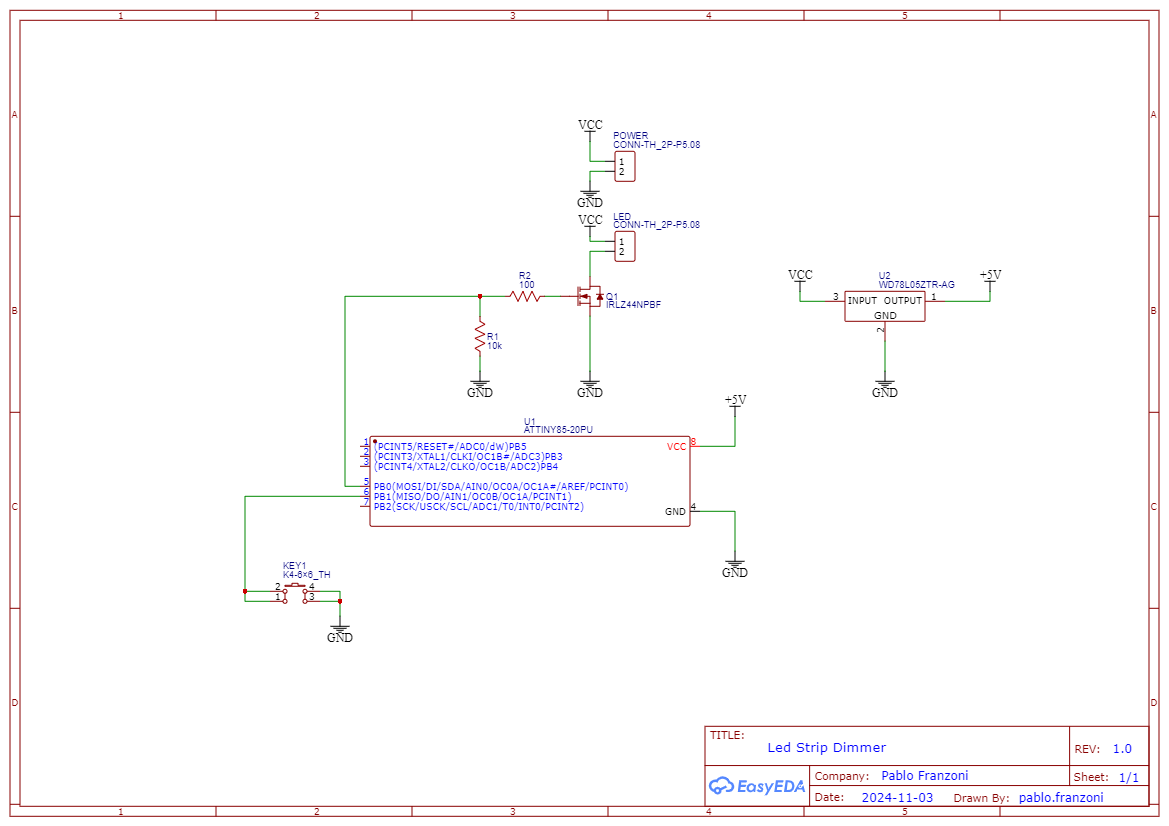 1 2 3 4 5
A A
B B
C C
D D
VCC
POWER
CONN-TH_2P-P5.08
1
2
GND
VCC
LED
CONN-TH_2P-P5.08
1
2
R2
100
Q1
IRLZ44NPBF
R1
10k
GND
GND
VCC
U2
WD78L05ZTR-AG
+5V
3 INPUT OUTPUT 1
GND
2
GND
+5V
U1
ATTINY85-20PU
1 (PCINT5/RESET#/ADC0/dW)PB5 VCC 8
2 (PCINT3/XTAL1/CLKI/OC1B#/ADC3)PB3
3 (PCINT4/XTAL2/CLKO/OC1B/ADC2)PB4
5 PB0(MOSI/DI/SDA/AIN0/OC0A/OC1A#/AREF/PCINT0)
6 PB1(MISO/DO/AIN1/OC0B/OC1A/PCINT1)
7 PB2(SCK/USCK/SCL/ADC1/T0/INT0/PCINT2)
GND 4
GND
KEY1
K4-6×6_TH
2 4
1 3
GND
TITLE:
Led Strip Dimmer
REV: 1.0
EasyEDA
Company: Pablo Franzoni
Sheet: 1/1
Date: 2024-11-03 Drawn By: pablo.franzoni
1 2 3 4 5